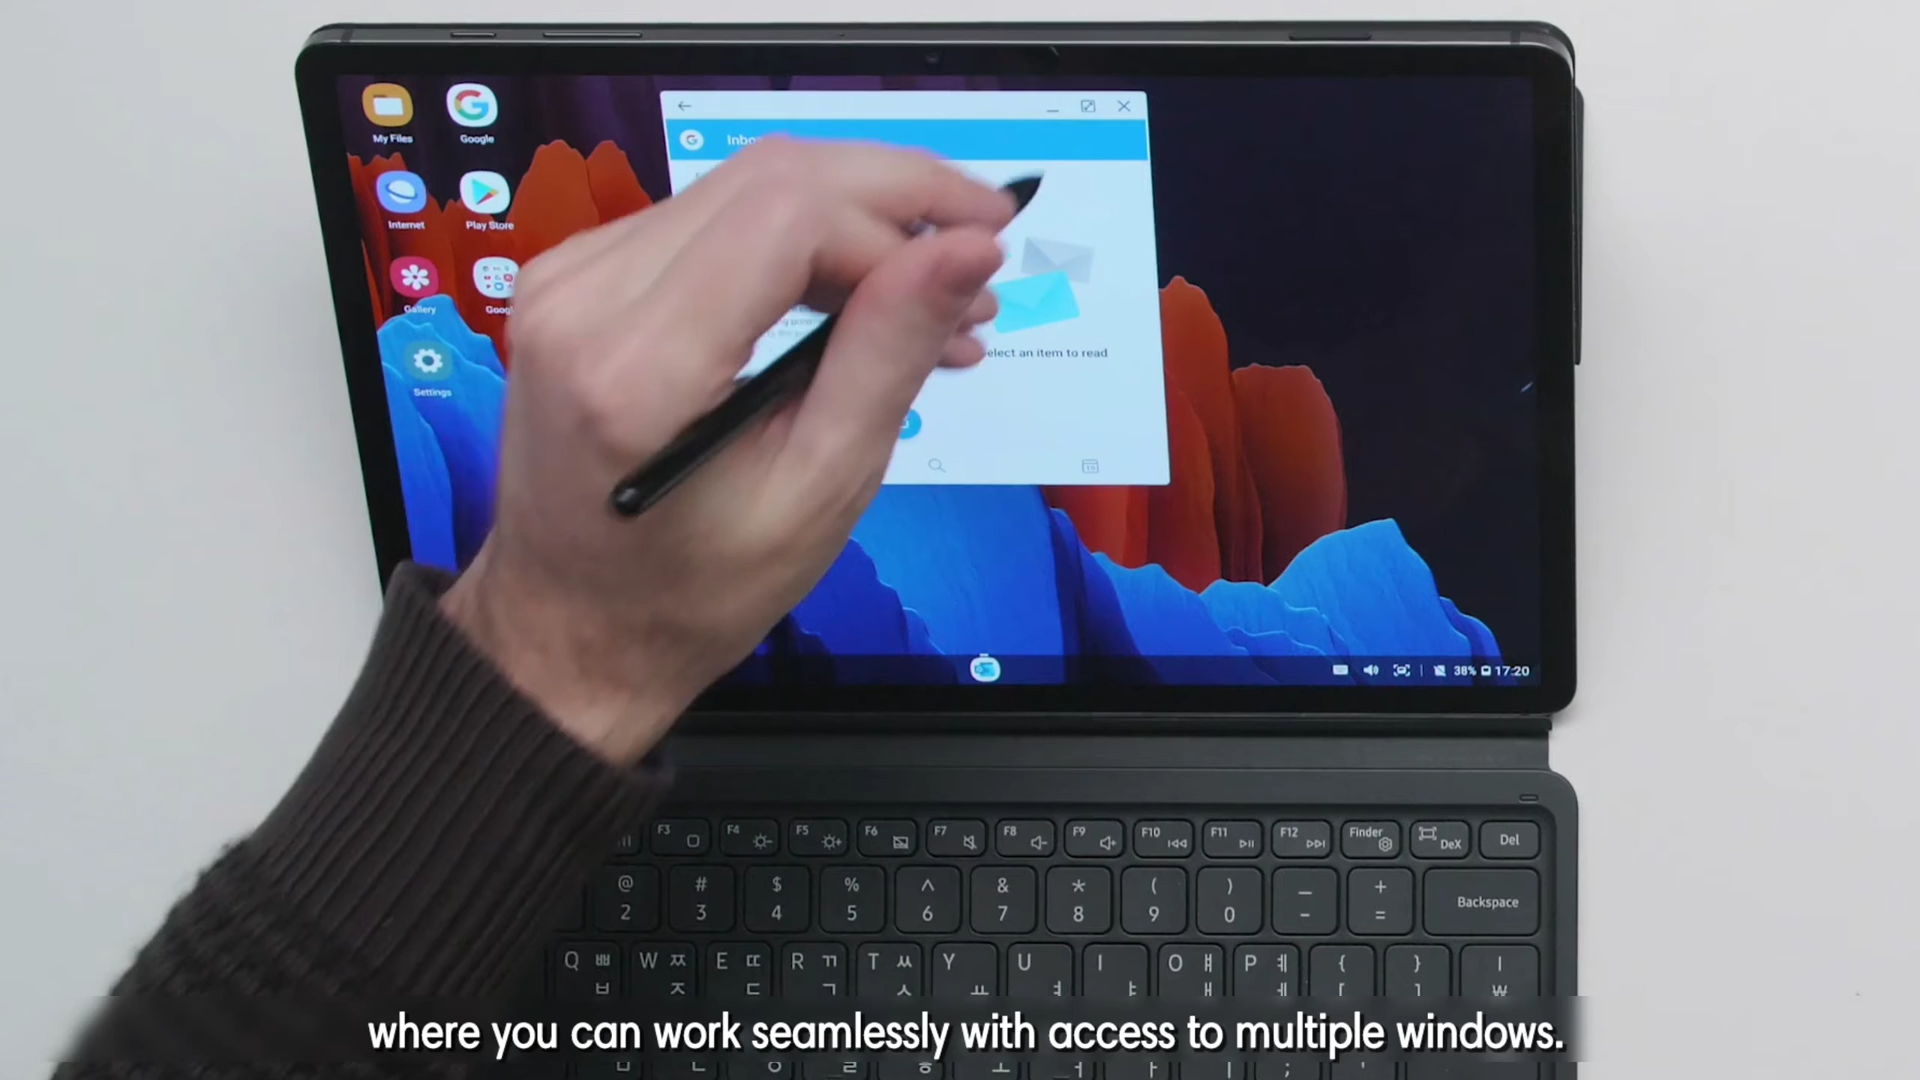 My Files
Google
Internet
Play Store
Gallery
Settings
elect an item to read
38% 17:20
F3 F4 F5 F6 F7 F8 F9 F10 F11 F12 Finder DeX Del
@ # $ % ^ & * ( ) _ +
2 3 4 5 6 7 8 9 0 - = Backspace
Q ㅃ W ㅉ E ㄸ R ㄲ T ㅆ Y U I O ㅒ P ㅖ { } |
ㅂ ㅈ ㄷ ㄱ ㅅ ㅛ ㅕ ㅑ ㅐ ㅔ [ ] ₩
where you can work seamlessly with access to multiple windows.